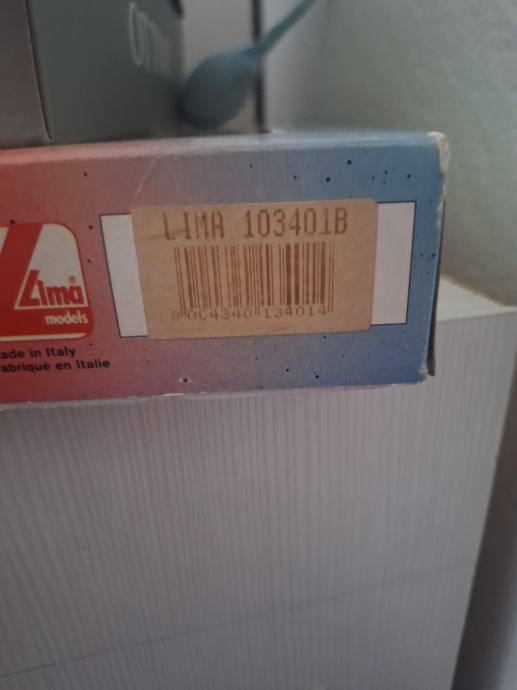 LIMA 103401B
8 004340 134014
Lima
models
ade in Italy
abriqué en Italie